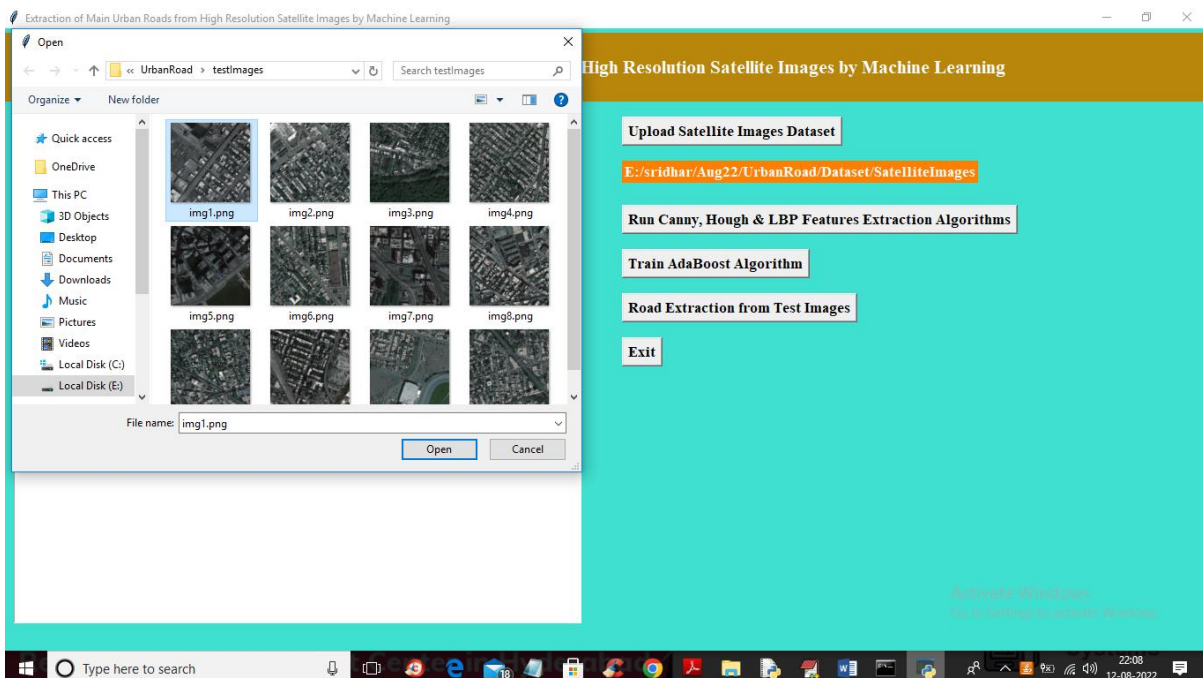 Extraction of Main Urban Roads from High Resolution Satellite Images by Machine Learning
Open
« UrbanRoad › testImages
Search testImages
Organize
New folder
Quick access
OneDrive
This PC
3D Objects
Desktop
Documents
Downloads
Music
Pictures
Videos
Local Disk (C:)
Local Disk (E:)
img1.png
img2.png
img3.png
img4.png
img5.png
img6.png
img7.png
img8.png
File name:
img1.png
Open
Cancel
High Resolution Satellite Images by Machine Learning
Upload Satellite Images Dataset
E:/sridhar/Aug22/UrbanRoad/Dataset/SatelliteImages
Run Canny, Hough & LBP Features Extraction Algorithms
Train AdaBoost Algorithm
Road Extraction from Test Images
Exit
Activate Windows
Go to Settings to activate Windows.
Type here to search
18
22:08
12-08-2022